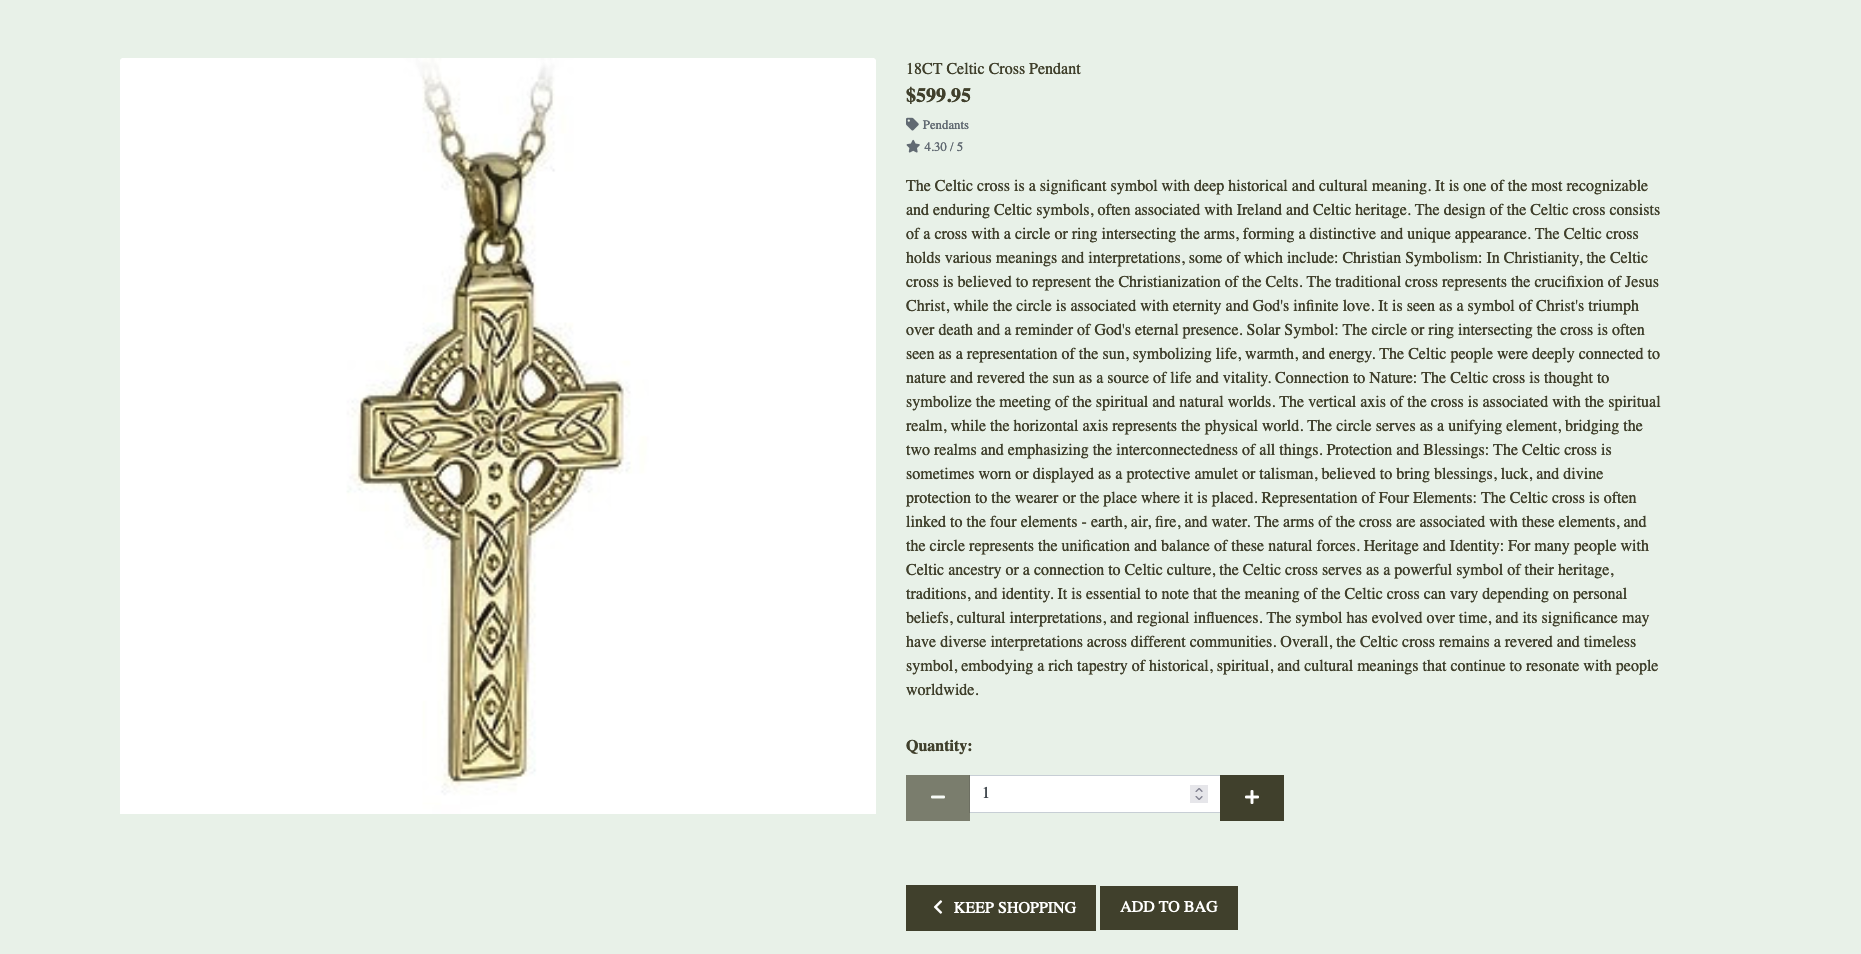 18CT Celtic Cross Pendant
$599.95
Pendants
4.30 / 5
The Celtic cross is a significant symbol with deep historical and cultural meaning. It is one of the most recognizable
and enduring Celtic symbols, often associated with Ireland and Celtic heritage. The design of the Celtic cross consists
of a cross with a circle or ring intersecting the arms, forming a distinctive and unique appearance. The Celtic cross
holds various meanings and interpretations, some of which include: Christian Symbolism: In Christianity, the Celtic
cross is believed to represent the Christianization of the Celts. The traditional cross represents the crucifixion of Jesus
Christ, while the circle is associated with eternity and God's infinite love. It is seen as a symbol of Christ's triumph
over death and a reminder of God's eternal presence. Solar Symbol: The circle or ring intersecting the cross is often
seen as a representation of the sun, symbolizing life, warmth, and energy. The Celtic people were deeply connected to
nature and revered the sun as a source of life and vitality. Connection to Nature: The Celtic cross is thought to
symbolize the meeting of the spiritual and natural worlds. The vertical axis of the cross is associated with the spiritual
realm, while the horizontal axis represents the physical world. The circle serves as a unifying element, bridging the
two realms and emphasizing the interconnectedness of all things. Protection and Blessings: The Celtic cross is
sometimes worn or displayed as a protective amulet or talisman, believed to bring blessings, luck, and divine
protection to the wearer or the place where it is placed. Representation of Four Elements: The Celtic cross is often
linked to the four elements - earth, air, fire, and water. The arms of the cross are associated with these elements, and
the circle represents the unification and balance of these natural forces. Heritage and Identity: For many people with
Celtic ancestry or a connection to Celtic culture, the Celtic cross serves as a powerful symbol of their heritage,
traditions, and identity. It is essential to note that the meaning of the Celtic cross can vary depending on personal
beliefs, cultural interpretations, and regional influences. The symbol has evolved over time, and its significance may
have diverse interpretations across different communities. Overall, the Celtic cross remains a revered and timeless
symbol, embodying a rich tapestry of historical, spiritual, and cultural meanings that continue to resonate with people
worldwide.
Quantity:
1
KEEP SHOPPING
ADD TO BAG